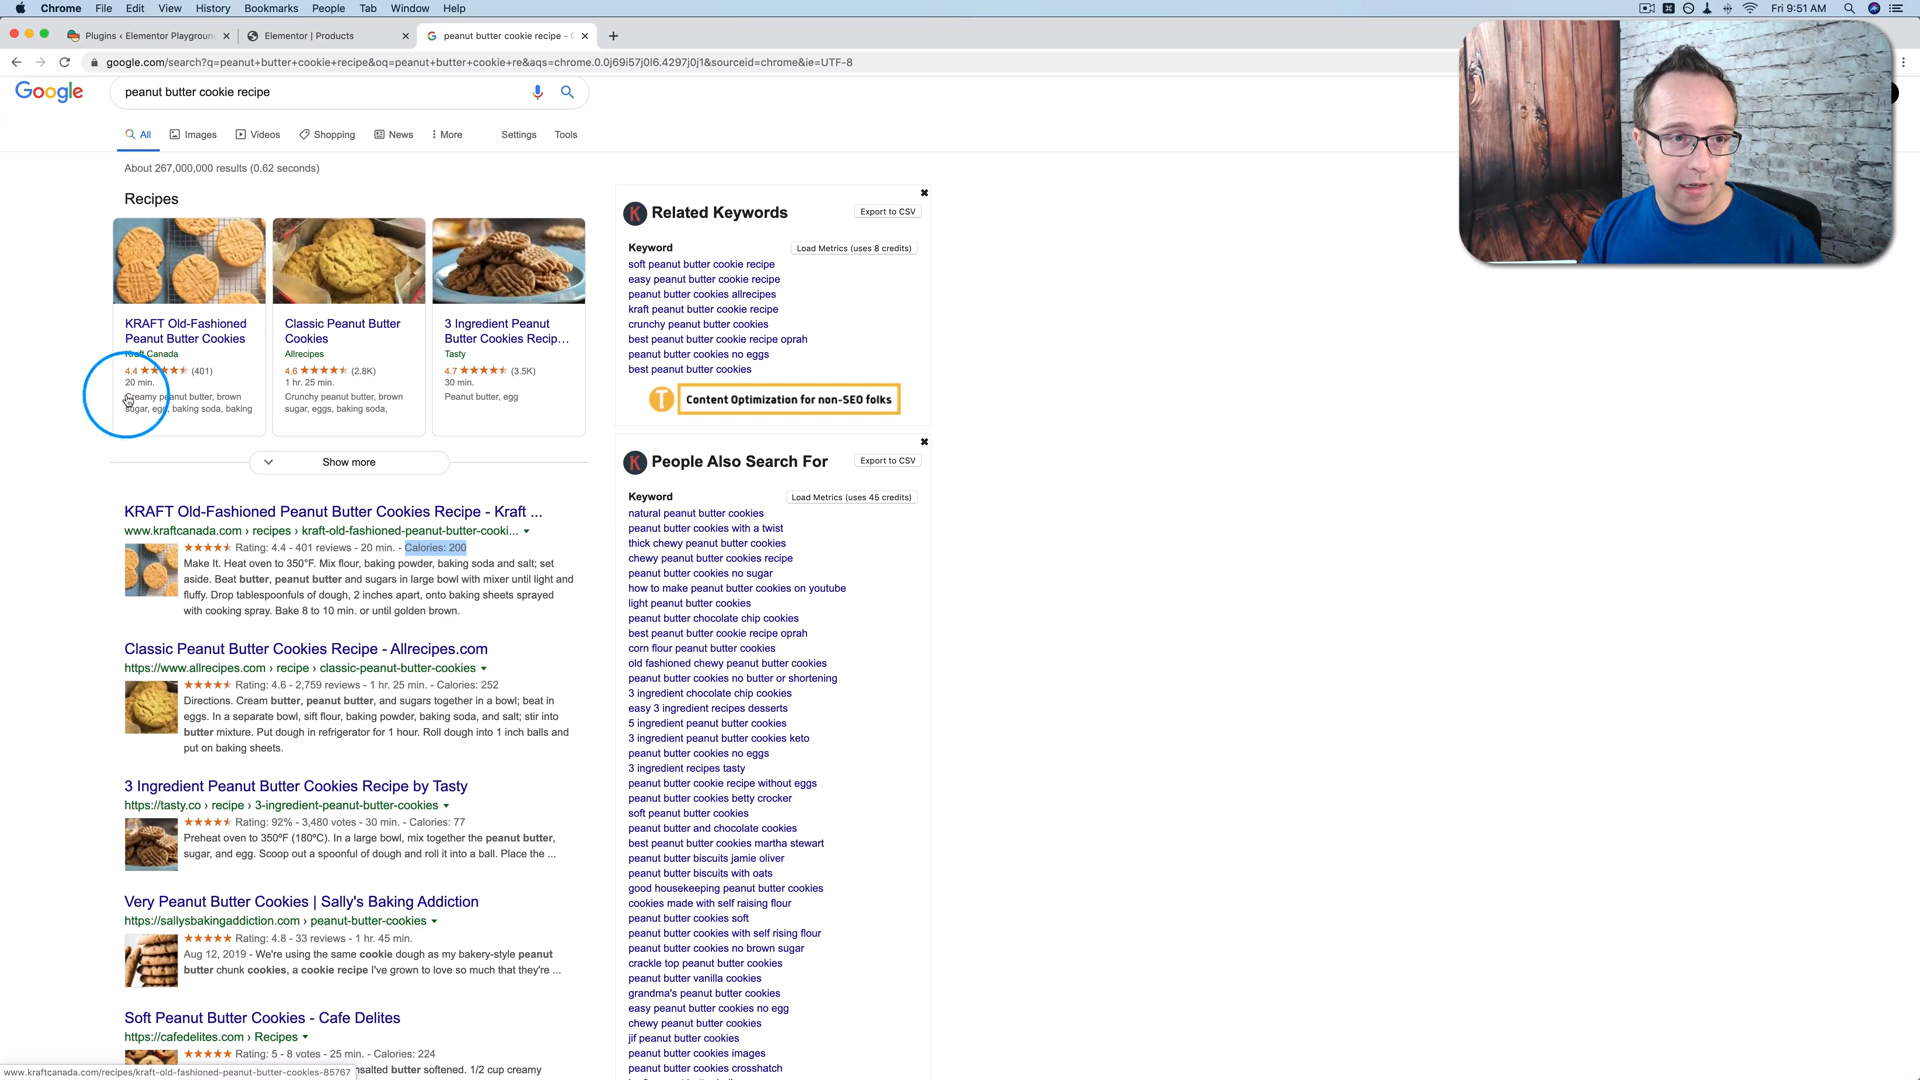 Chrome File Edit View History Bookmarks People Tab Window Help
Fri 9:51 AM
Plugins ‹ Elementor Playground
Elementor | Products
peanut butter cookie recipe -
google.com/search?q=peanut+butter+cookie+recipe&oq=peanut+butter+cookie+re&aqs=chrome.0.0j69i57j0l6.4297j0j1&sourceid=chrome&ie=UTF-8
Google
peanut butter cookie recipe
All Images Videos Shopping News More Settings Tools
About 267,000,000 results (0.62 seconds)
Recipes
KRAFT Old-Fashioned
Peanut Butter Cookies
Kraft Canada
4.4 (401)
20 min.
Creamy peanut butter, brown
sugar, egg, baking soda, baking
Classic Peanut Butter
Cookies
Allrecipes
4.6 (2.8K)
1 hr. 25 min.
Crunchy peanut butter, brown
sugar, eggs, baking soda,
3 Ingredient Peanut
Butter Cookies Recip...
Tasty
4.7 (3.5K)
30 min.
Peanut butter, egg
Show more
KRAFT Old-Fashioned Peanut Butter Cookies Recipe - Kraft ...
www.kraftcanada.com › recipes › kraft-old-fashioned-peanut-butter-cooki...
Rating: 4.4 - 401 reviews - 20 min. - Calories: 200
Make It. Heat oven to 350°F. Mix flour, baking powder, baking soda and salt; set
aside. Beat butter, peanut butter and sugars in large bowl with mixer until light and
fluffy. Drop tablespoonfuls of dough, 2 inches apart, onto baking sheets sprayed
with cooking spray. Bake 8 to 10 min. or until golden brown.
Classic Peanut Butter Cookies Recipe - Allrecipes.com
https://www.allrecipes.com › recipe › classic-peanut-butter-cookies
Rating: 4.6 - 2,759 reviews - 1 hr. 25 min. - Calories: 252
Directions. Cream butter, peanut butter, and sugars together in a bowl; beat in
eggs. In a separate bowl, sift flour, baking powder, baking soda, and salt; stir into
butter mixture. Put dough in refrigerator for 1 hour. Roll dough into 1 inch balls and
put on baking sheets.
3 Ingredient Peanut Butter Cookies Recipe by Tasty
https://tasty.co › recipe › 3-ingredient-peanut-butter-cookies
Rating: 92% - 3,480 votes - 30 min. - Calories: 77
Preheat oven to 350ºF (180ºC). In a large bowl, mix together the peanut butter,
sugar, and egg. Scoop out a spoonful of dough and roll it into a ball. Place the ...
Very Peanut Butter Cookies | Sally's Baking Addiction
https://sallysbakingaddiction.com › peanut-butter-cookies
Rating: 4.8 - 33 reviews - 1 hr. 45 min.
Aug 12, 2019 - We're using the same cookie dough as my bakery-style peanut
butter chunk cookies, a cookie recipe I've grown to love so much that they're ...
Soft Peanut Butter Cookies - Cafe Delites
https://cafedelites.com › Recipes
Rating: 5 - 8 votes - 25 min. - Calories: 224
salted butter softened. 1/2 cup creamy
www.kraftcanada.com/recipes/kraft-old-fashioned-peanut-butter-cookies-85767
Related Keywords
Export to CSV
Keyword
Load Metrics (uses 8 credits)
soft peanut butter cookie recipe
easy peanut butter cookie recipe
peanut butter cookies allrecipes
kraft peanut butter cookie recipe
crunchy peanut butter cookies
best peanut butter cookie recipe oprah
peanut butter cookies no eggs
best peanut butter cookies
T Content Optimization for non-SEO folks
People Also Search For
Export to CSV
Keyword
Load Metrics (uses 45 credits)
natural peanut butter cookies
peanut butter cookies with a twist
thick chewy peanut butter cookies
chewy peanut butter cookies recipe
peanut butter cookies no sugar
how to make peanut butter cookies on youtube
light peanut butter cookies
peanut butter chocolate chip cookies
best peanut butter cookie recipe oprah
corn flour peanut butter cookies
old fashioned chewy peanut butter cookies
peanut butter cookies no butter or shortening
3 ingredient chocolate chip cookies
easy 3 ingredient recipes desserts
5 ingredient peanut butter cookies
3 ingredient peanut butter cookies keto
peanut butter cookies no eggs
3 ingredient recipes tasty
peanut butter cookie recipe without eggs
peanut butter cookies betty crocker
soft peanut butter cookies
peanut butter and chocolate cookies
best peanut butter cookies martha stewart
peanut butter biscuits jamie oliver
peanut butter biscuits with oats
good housekeeping peanut butter cookies
cookies made with self raising flour
peanut butter cookies soft
peanut butter cookies with self rising flour
peanut butter cookies no brown sugar
crackle top peanut butter cookies
peanut butter vanilla cookies
grandma's peanut butter cookies
easy peanut butter cookies no egg
chewy peanut butter cookies
jif peanut butter cookies
peanut butter cookies images
peanut butter cookies crosshatch